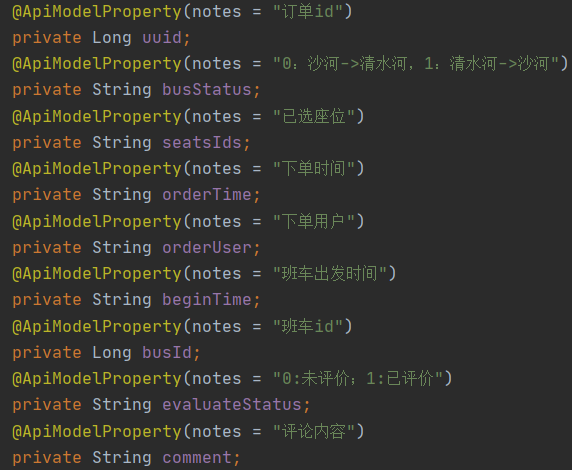 @ApiModelProperty(notes = "订单id")
private Long uuid;
@ApiModelProperty(notes = "0：沙河->清水河，1：清水河->沙河")
private String busStatus;
@ApiModelProperty(notes = "已选座位")
private String seatsIds;
@ApiModelProperty(notes = "下单时间")
private String orderTime;
@ApiModelProperty(notes = "下单用户")
private String orderUser;
@ApiModelProperty(notes = "班车出发时间")
private String beginTime;
@ApiModelProperty(notes = "班车id")
private Long busId;
@ApiModelProperty(notes = "0:未评价；1:已评价")
private String evaluateStatus;
@ApiModelProperty(notes = "评论内容")
private String comment;